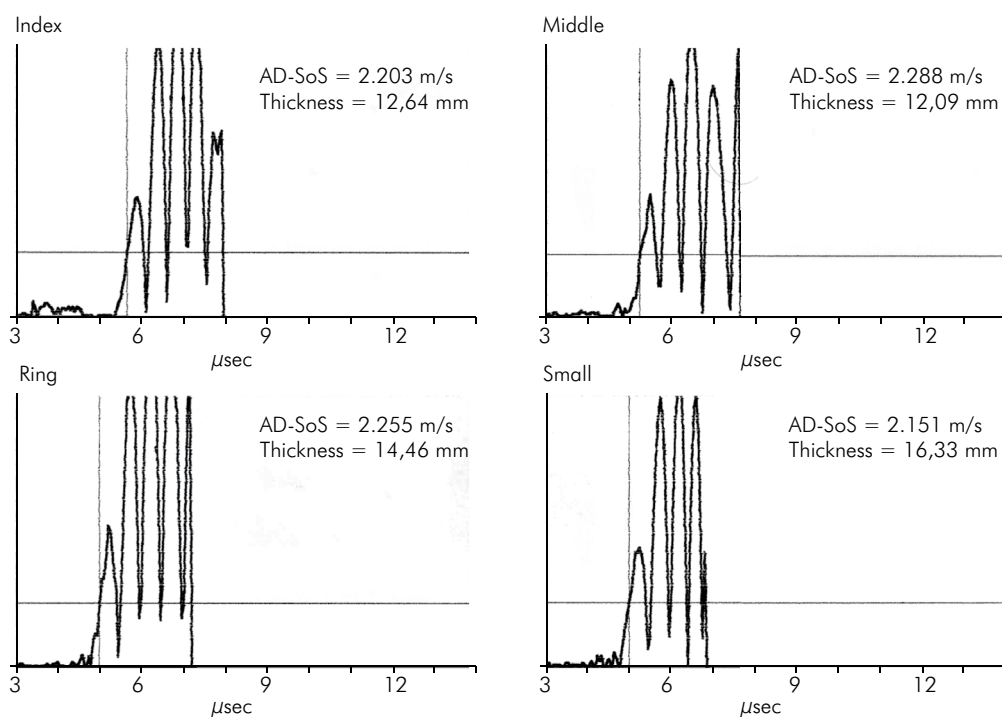 Index
AD-SoS = 2.203 m/s
Thickness = 12,64 mm
3 6 9 12
µsec
Middle
AD-SoS = 2.288 m/s
Thickness = 12,09 mm
3 6 9 12
µsec
Ring
AD-SoS = 2.255 m/s
Thickness = 14,46 mm
3 6 9 12
µsec
Small
AD-SoS = 2.151 m/s
Thickness = 16,33 mm
3 6 9 12
µsec